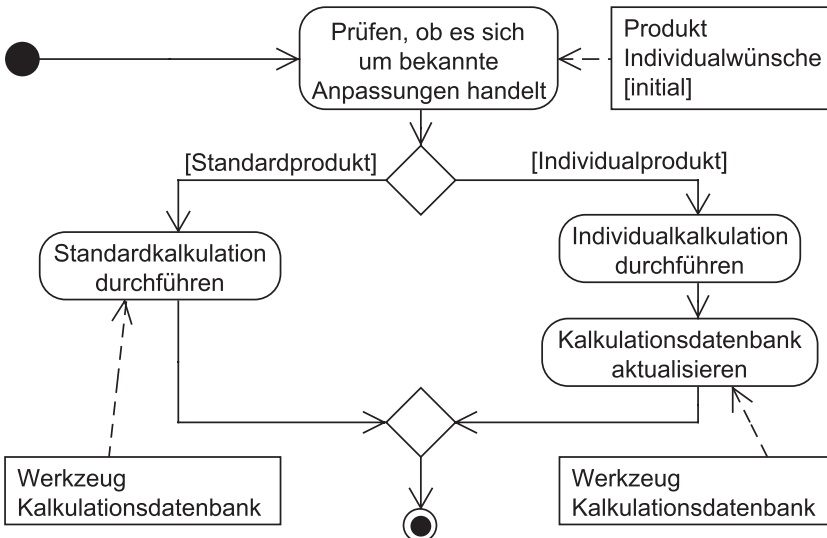 Prüfen, ob es sich
um bekannte
Anpassungen handelt
Produkt
Individualwünsche
[initial]
[Standardprodukt]
[Individualprodukt]
Standardkalkulation
durchführen
Individualkalkulation
durchführen
Kalkulationsdatenbank
aktualisieren
Werkzeug
Kalkulationsdatenbank
Werkzeug
Kalkulationsdatenbank